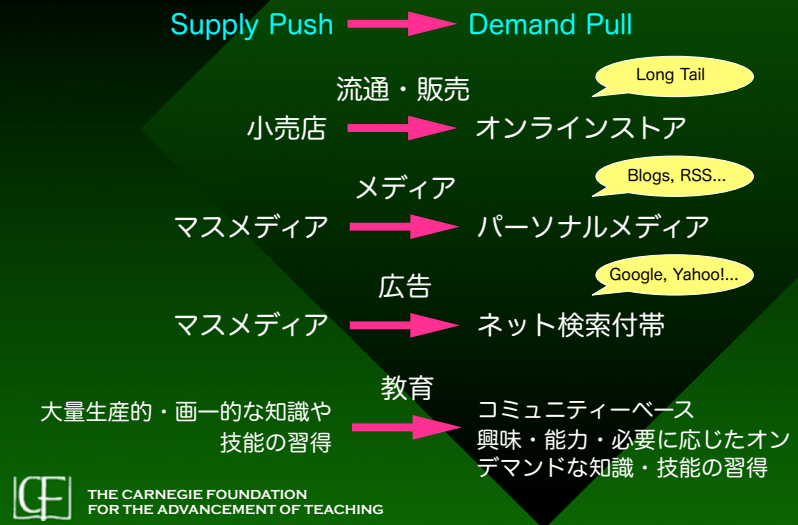 Supply Push Demand Pull
流通・販売
Long Tail
小売店 オンラインストア
メディア
Blogs, RSS...
マスメディア パーソナルメディア
広告
Google, Yahoo!...
マスメディア ネット検索付帯
教育
大量生産的・画一的な知識や
技能の習得
コミュニティーベース
興味・能力・必要に応じたオン
デマンドな知識・技能の習得
CF
THE CARNEGIE FOUNDATION
FOR THE ADVANCEMENT OF TEACHING